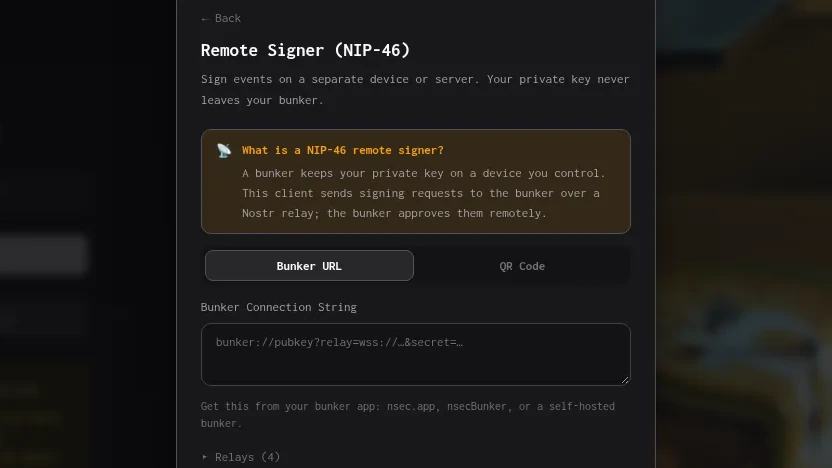 ← Back
Remote Signer (NIP-46)
Sign events on a separate device or server. Your private key never
leaves your bunker.
What is a NIP-46 remote signer?
A bunker keeps your private key on a device you control.
This client sends signing requests to the bunker over a
Nostr relay; the bunker approves them remotely.
Bunker URL
QR Code
Bunker Connection String
bunker://pubkey?relay=wss://…&secret=…
Get this from your bunker app: nsec.app, nsecBunker, or a self-hosted
bunker.
▸ Relays (4)